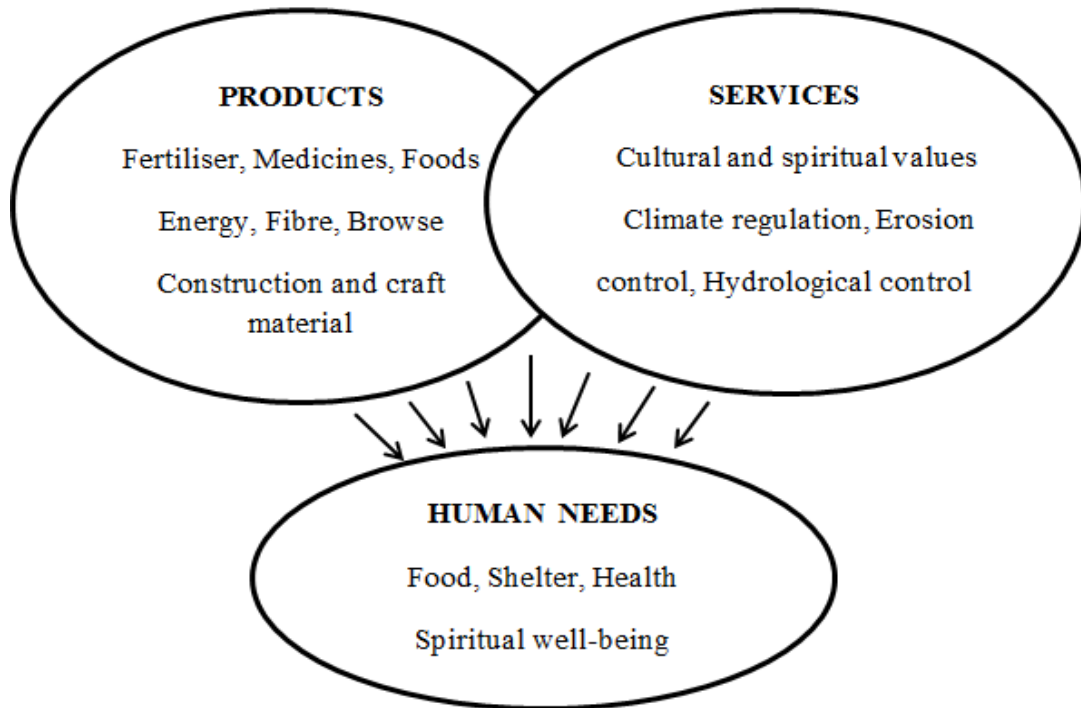 PRODUCTS
Fertiliser, Medicines, Foods
Energy, Fibre, Browse
Construction and craft
material
SERVICES
Cultural and spiritual values
Climate regulation, Erosion
control, Hydrological control
HUMAN NEEDS
Food, Shelter, Health
Spiritual well-being